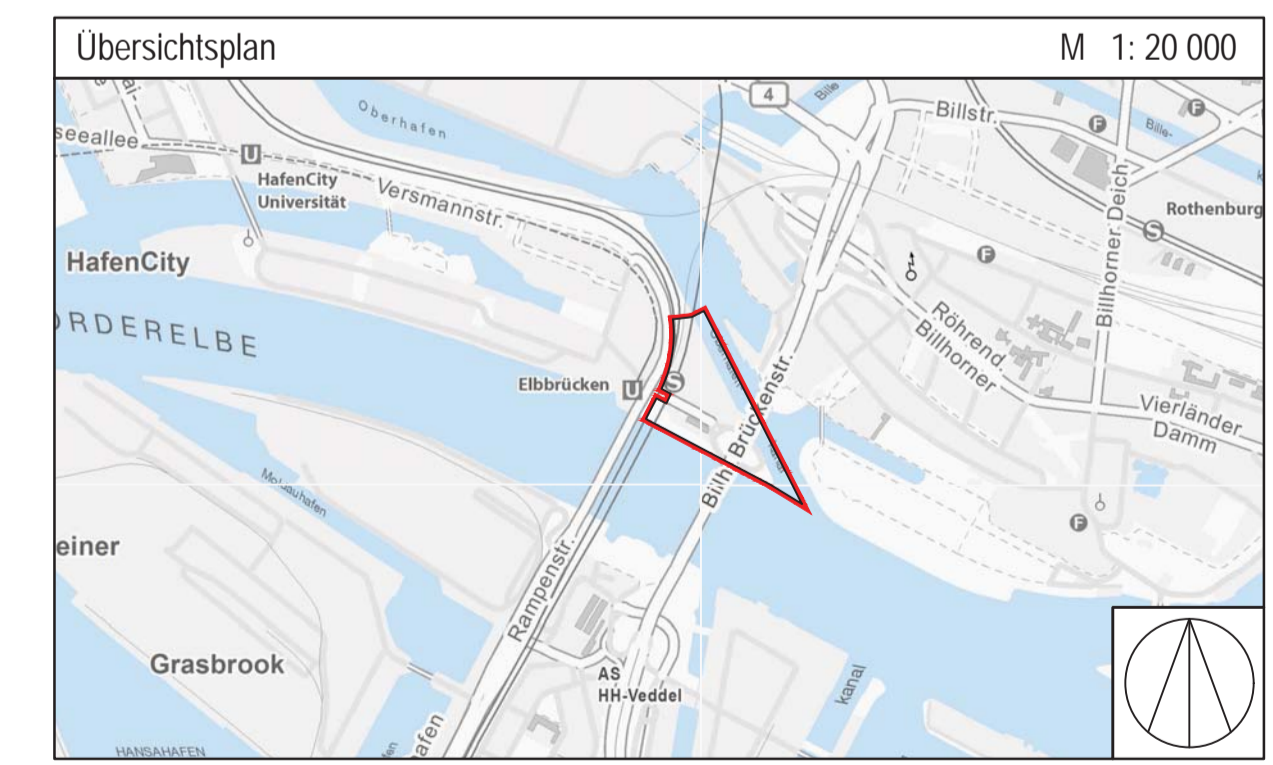 Übersichtsplan
M 1: 20 000
4
Bille
Oberhafen
Billstr.
F
F
Bille-
seeallee
U
HafenCity
Universität
Versmannstr.
Billhorner Deich
Rothenburg
S
HafenCity
F
Röhrend.
Billhorner
ORDERELBE
Elbbrücken
U
S
Billh. Brückenstr.
Vierländer
Damm
Moldauhafen
F
einer
Rampenstr.
Grasbrook
AS
HH-Veddel
kanal
hafen
HANSAHAFEN